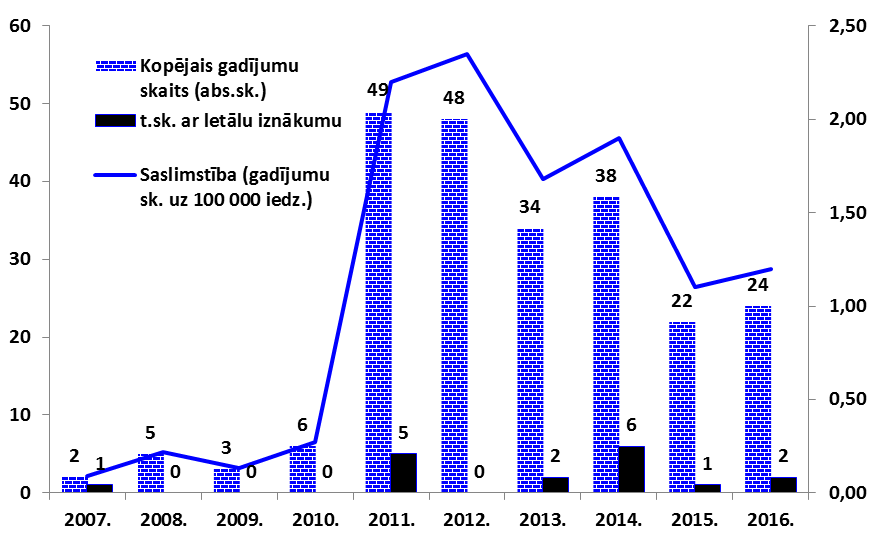 60
50
40
30
20
10
0
2,50
2,00
1,50
1,00
0,50
0,00
Kopējais gadījumu
skaits (abs.sk.)
t.sk. ar letālu iznākumu
Saslimstība (gadījumu
sk. uz 100 000 iedz.)
2 5 3 6 49 48 34 38 22 24
1 0 0 0 5 0 2 6 1 2
2007. 2008. 2009. 2010. 2011. 2012. 2013. 2014. 2015. 2016.